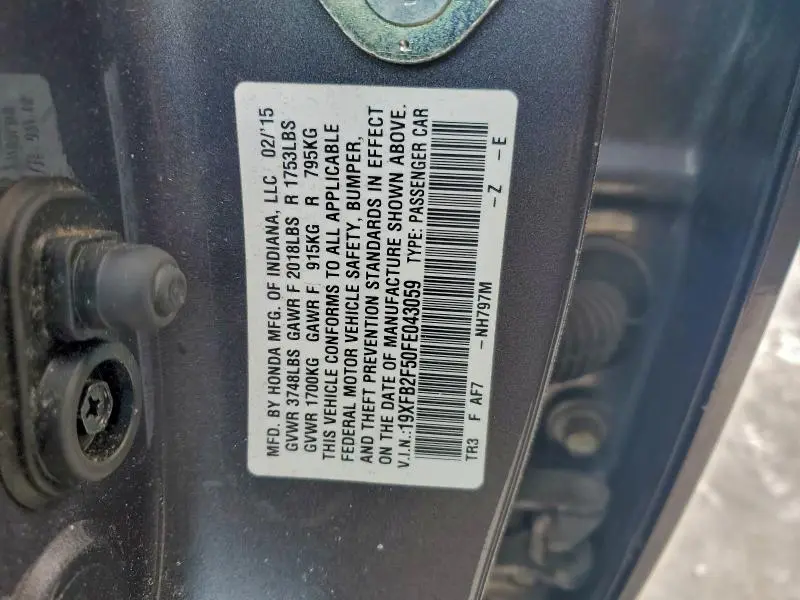 MFD. BY HONDA MFG. OF INDIANA, LLC 02/'15
GVWR 3748LBS GAWR F 2018LBS R 1753LBS
GVWR 1700KG GAWR F 915KG R 795KG
THIS VEHICLE CONFORMS TO ALL APPLICABLE
FEDERAL MOTOR VEHICLE SAFETY, BUMPER,
AND THEFT PREVENTION STANDARDS IN EFFECT
ON THE DATE OF MANUFACTURE SHOWN ABOVE.
V.I.N.:19XFB2F50FE043059 TYPE: PASSENGER CAR
TR3 F AF7 -NH797M -Z -E